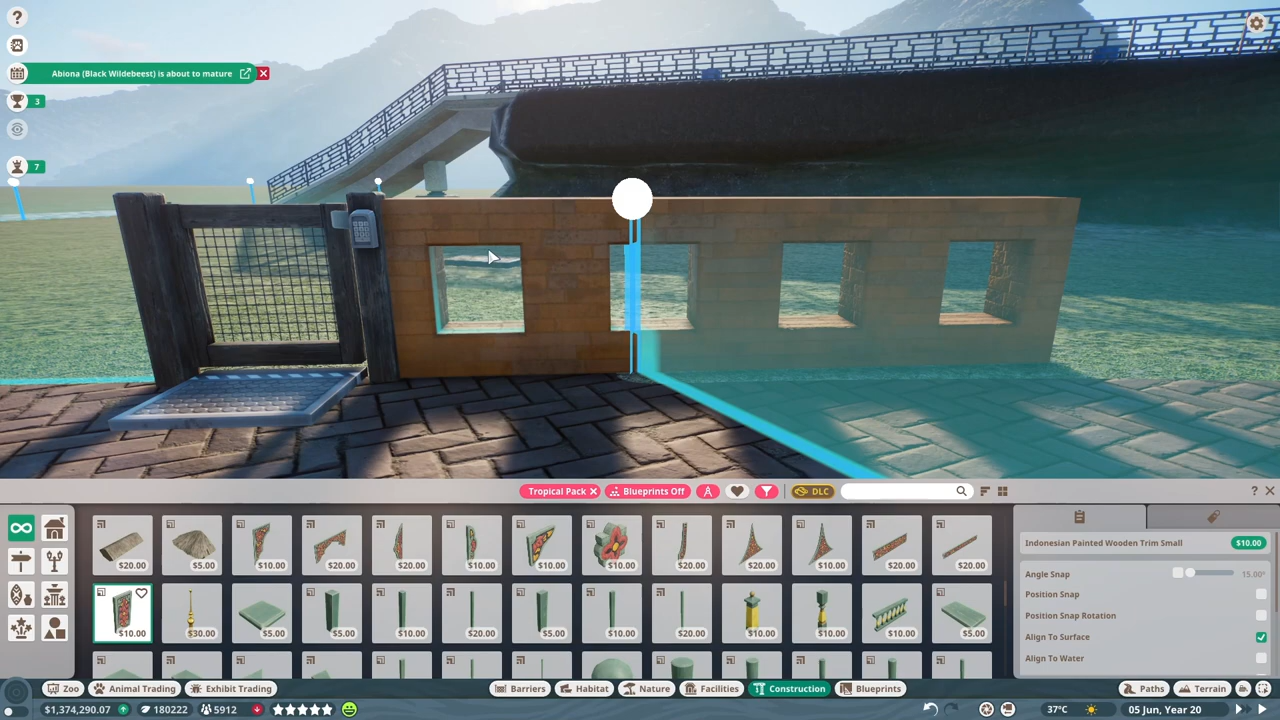 ?
Abiona (Black Wildebeest) is about to mature
3
7
Tropical Pack
Blueprints Off
DLC
?
$20.00 $5.00 $10.00 $20.00 $10.00 $10.00 $10.00 $10.00 $20.00 $10.00 $10.00 $20.00 $20.00
$10.00 $30.00 $5.00 $5.00 $10.00 $20.00 $5.00 $10.00 $20.00 $10.00 $10.00 $10.00 $5.00
Indonesian Painted Wooden Trim Small $10.00
Angle Snap 15.00°
Position Snap
Position Snap Rotation
Align To Surface
Align To Water
Zoo Animal Trading Exhibit Trading Barriers Habitat Nature Facilities Construction Blueprints Paths Terrain
$1,374,290.07 180222 5912 37°C 05 Jun, Year 20